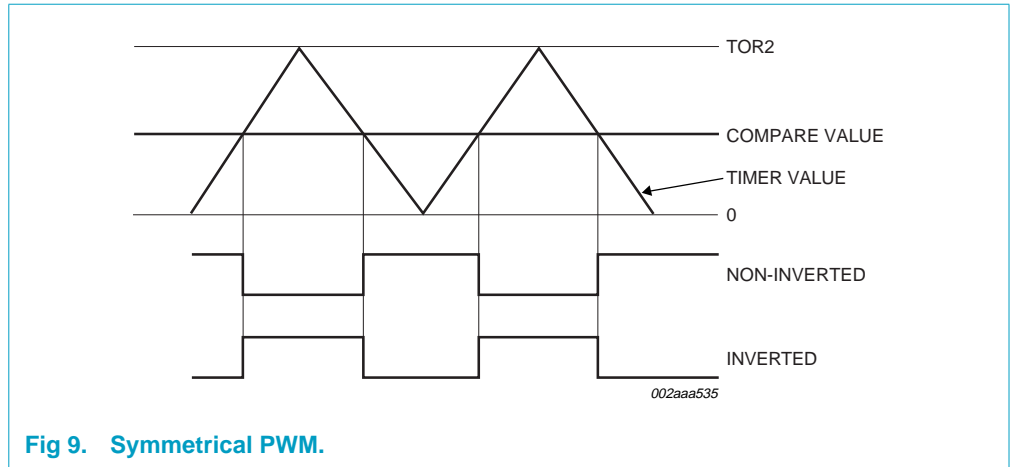 TOR2
COMPARE VALUE
TIMER VALUE
0
NON-INVERTED
INVERTED
002aaa535
Fig 9. Symmetrical PWM.